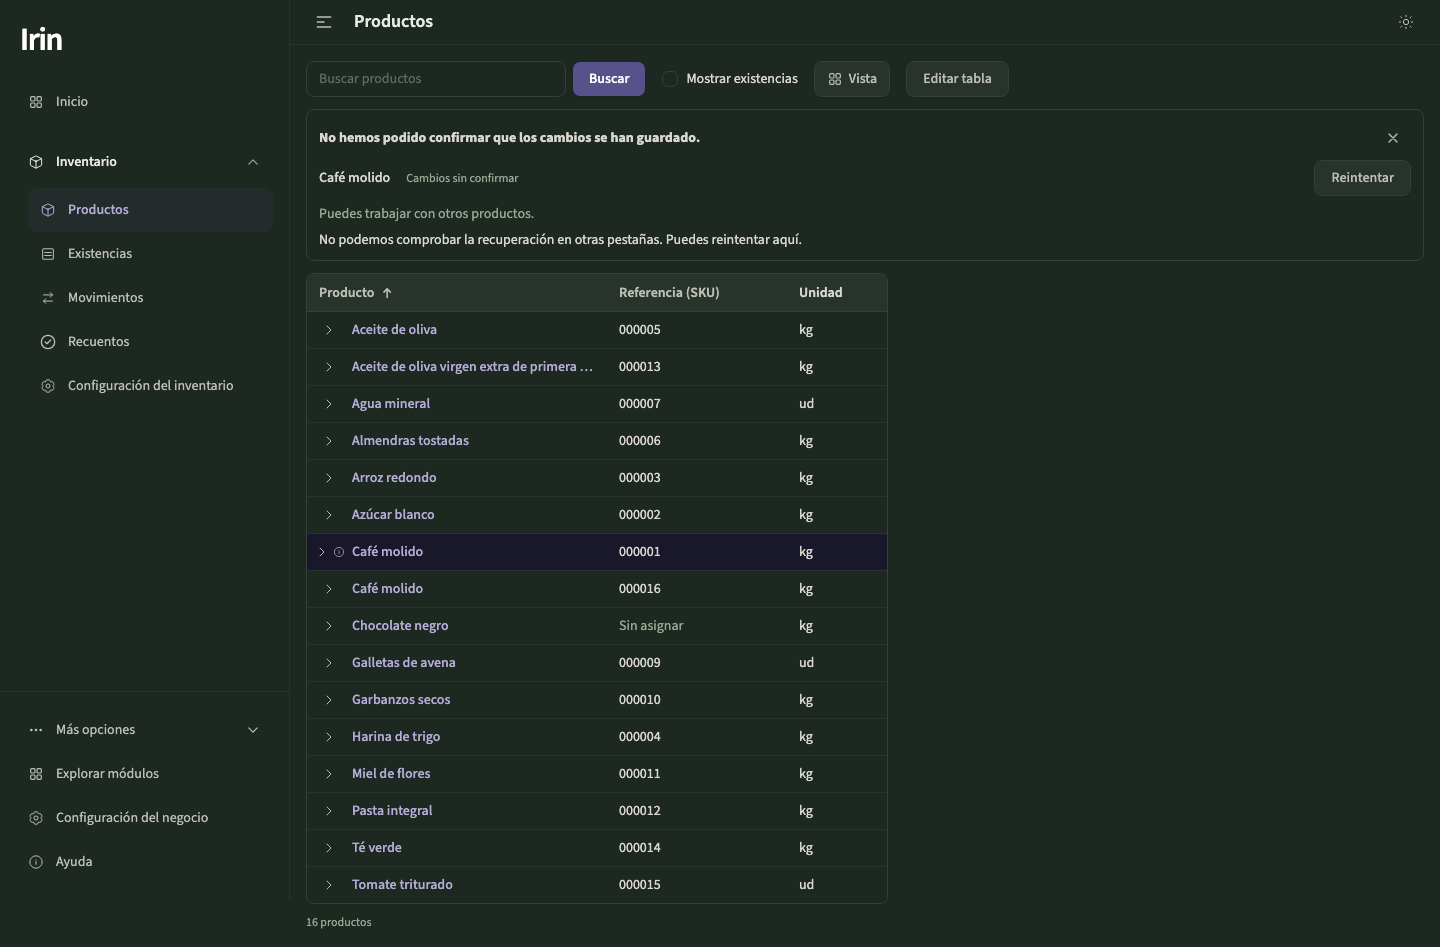 Irin
Productos
Inicio
Inventario
Productos
Existencias
Movimientos
Recuentos
Configuración del inventario
Más opciones
Explorar módulos
Configuración del negocio
Ayuda
Buscar productos
Buscar
Mostrar existencias
Vista
Editar tabla
No hemos podido confirmar que los cambios se han guardado.
Café molido Cambios sin confirmar
Reintentar
Puedes trabajar con otros productos.
No podemos comprobar la recuperación en otras pestañas. Puedes reintentar aquí.
Producto Referencia (SKU) Unidad
Aceite de oliva 000005 kg
Aceite de oliva virgen extra de primera ... 000013 kg
Agua mineral 000007 ud
Almendras tostadas 000006 kg
Arroz redondo 000003 kg
Azúcar blanco 000002 kg
Café molido 000001 kg
Café molido 000016 kg
Chocolate negro Sin asignar kg
Galletas de avena 000009 ud
Garbanzos secos 000010 kg
Harina de trigo 000004 kg
Miel de flores 000011 kg
Pasta integral 000012 kg
Té verde 000014 kg
Tomate triturado 000015 ud
16 productos